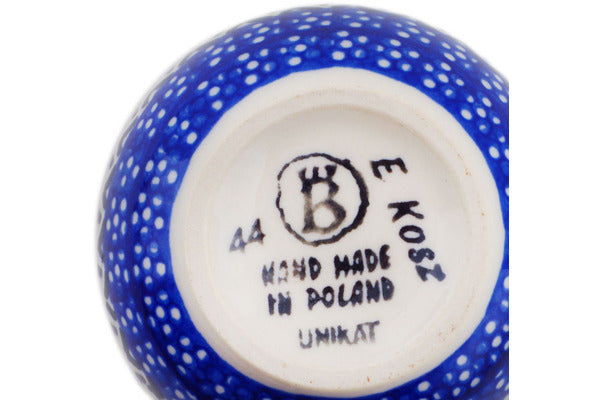 B
44
E KOSZ
HAND MADE
IN POLAND
UNIKAT